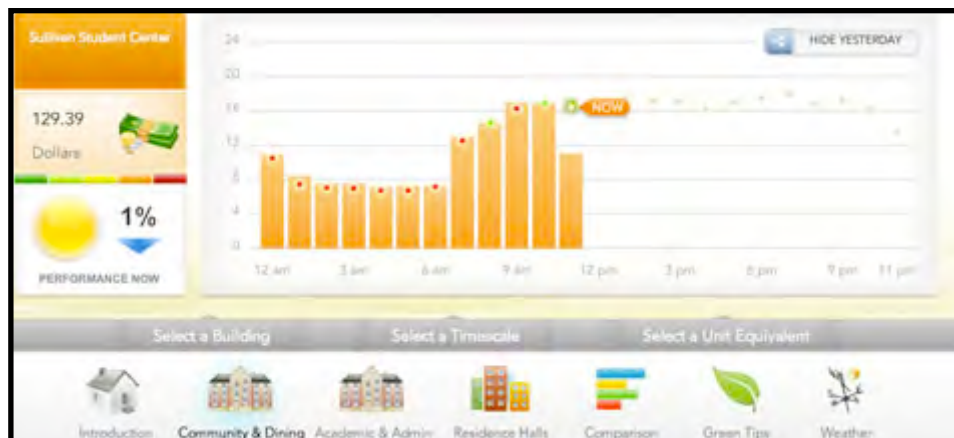 Sullivan Student Center
129.39
Dollars
1%
PERFORMANCE NOW
24
20
16
12
8
4
0
HIDE YESTERDAY
NOW
12 am 3 am 6 am 9 am 12 pm 3 pm 6 pm 9 pm 11 pm
Select a Building Select a Timescale Select a Unit Equivalent
Introduction Community & Dining Academic & Admin Residence Halls Comparison Green Tips Weather